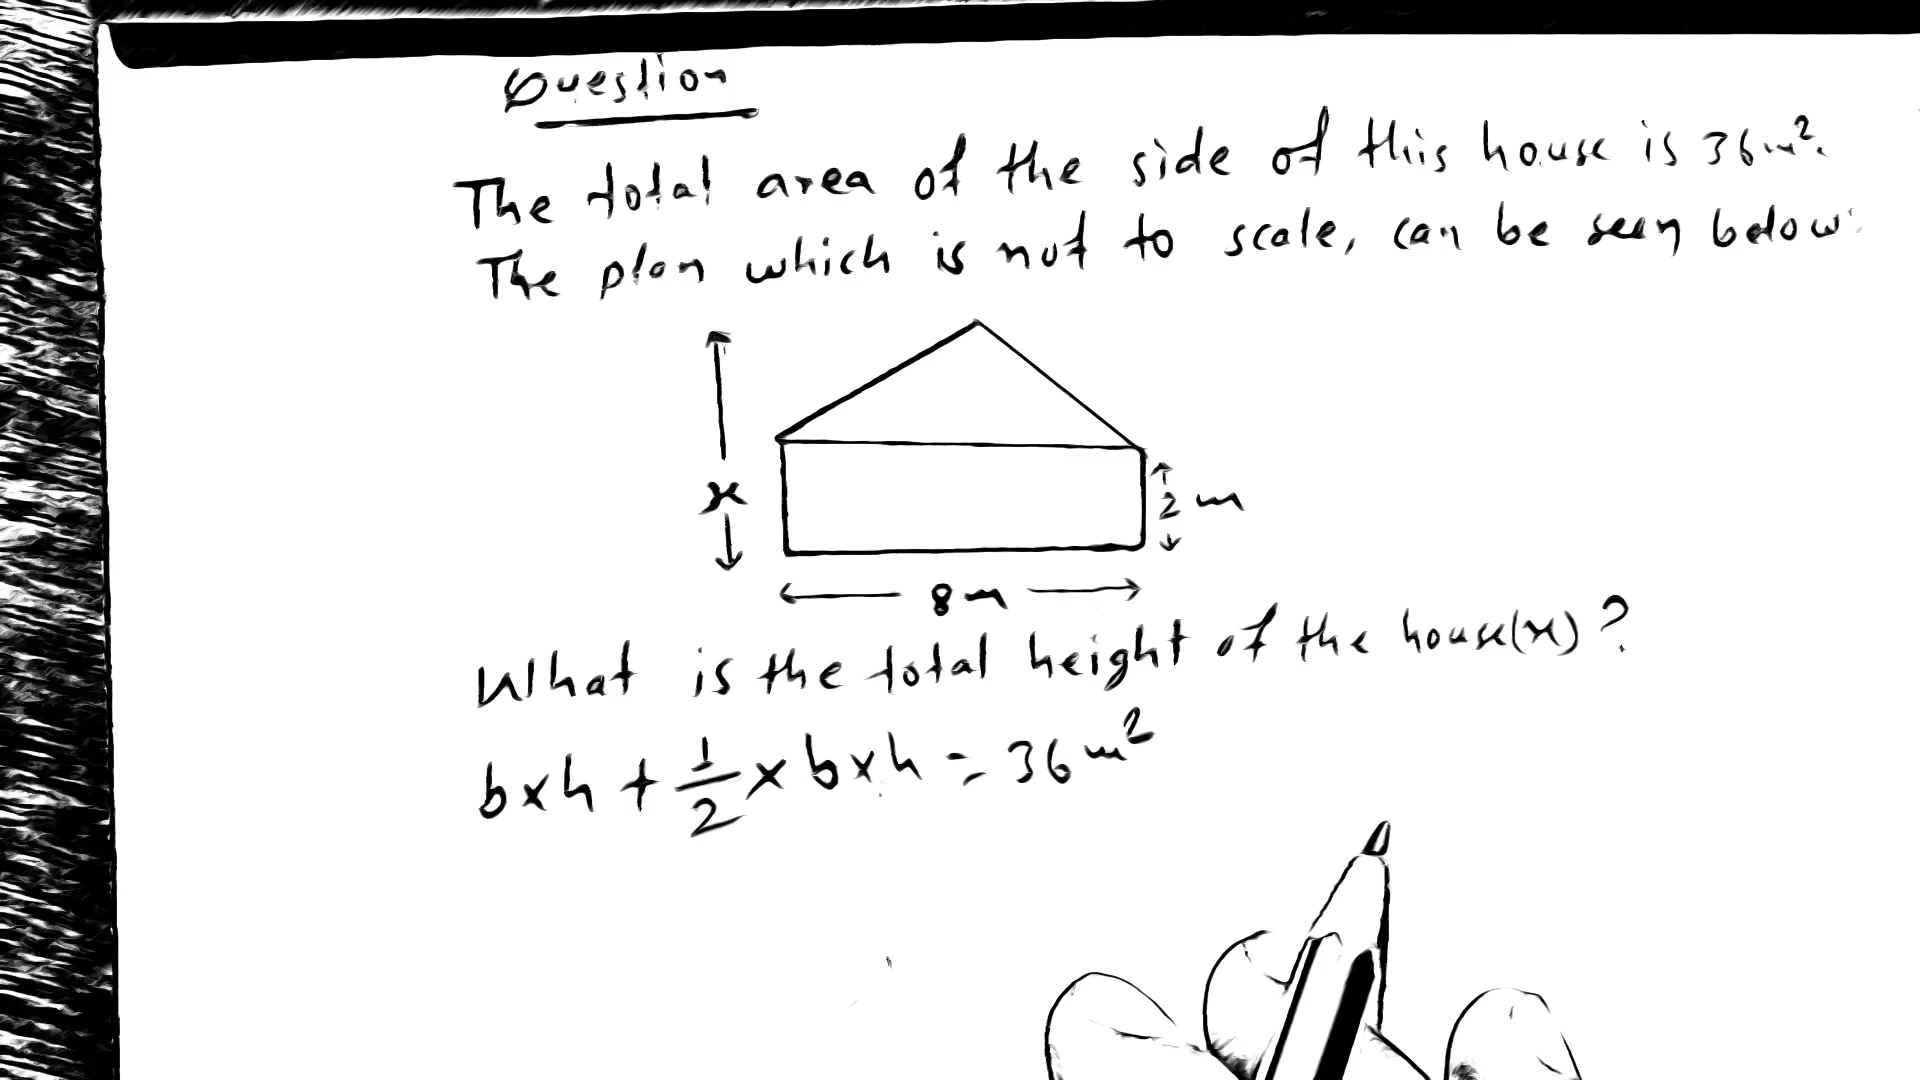 Question
The total area of the side of this house is 36m².
The plan which is not to scale, can be seen below:
x
2 m
8m
What is the total height of the house(x)?
b×h + 1/2 × b×h = 36m²